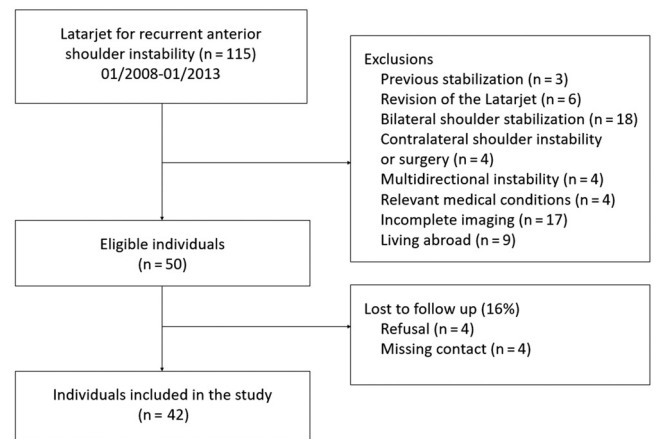 Latarjet for recurrent anterior
shoulder instability (n = 115)
01/2008-01/2013
Exclusions
Previous stabilization (n = 3)
Revision of the Latarjet (n = 6)
Bilateral shoulder stabilization (n = 18)
Contralateral shoulder instability
or surgery (n = 4)
Multidirectional instability (n = 4)
Relevant medical conditions (n = 4)
Incomplete imaging (n = 17)
Living abroad (n = 9)
Eligible individuals
(n = 50)
Lost to follow up (16%)
Refusal (n = 4)
Missing contact (n = 4)
Individuals included in the study
(n = 42)